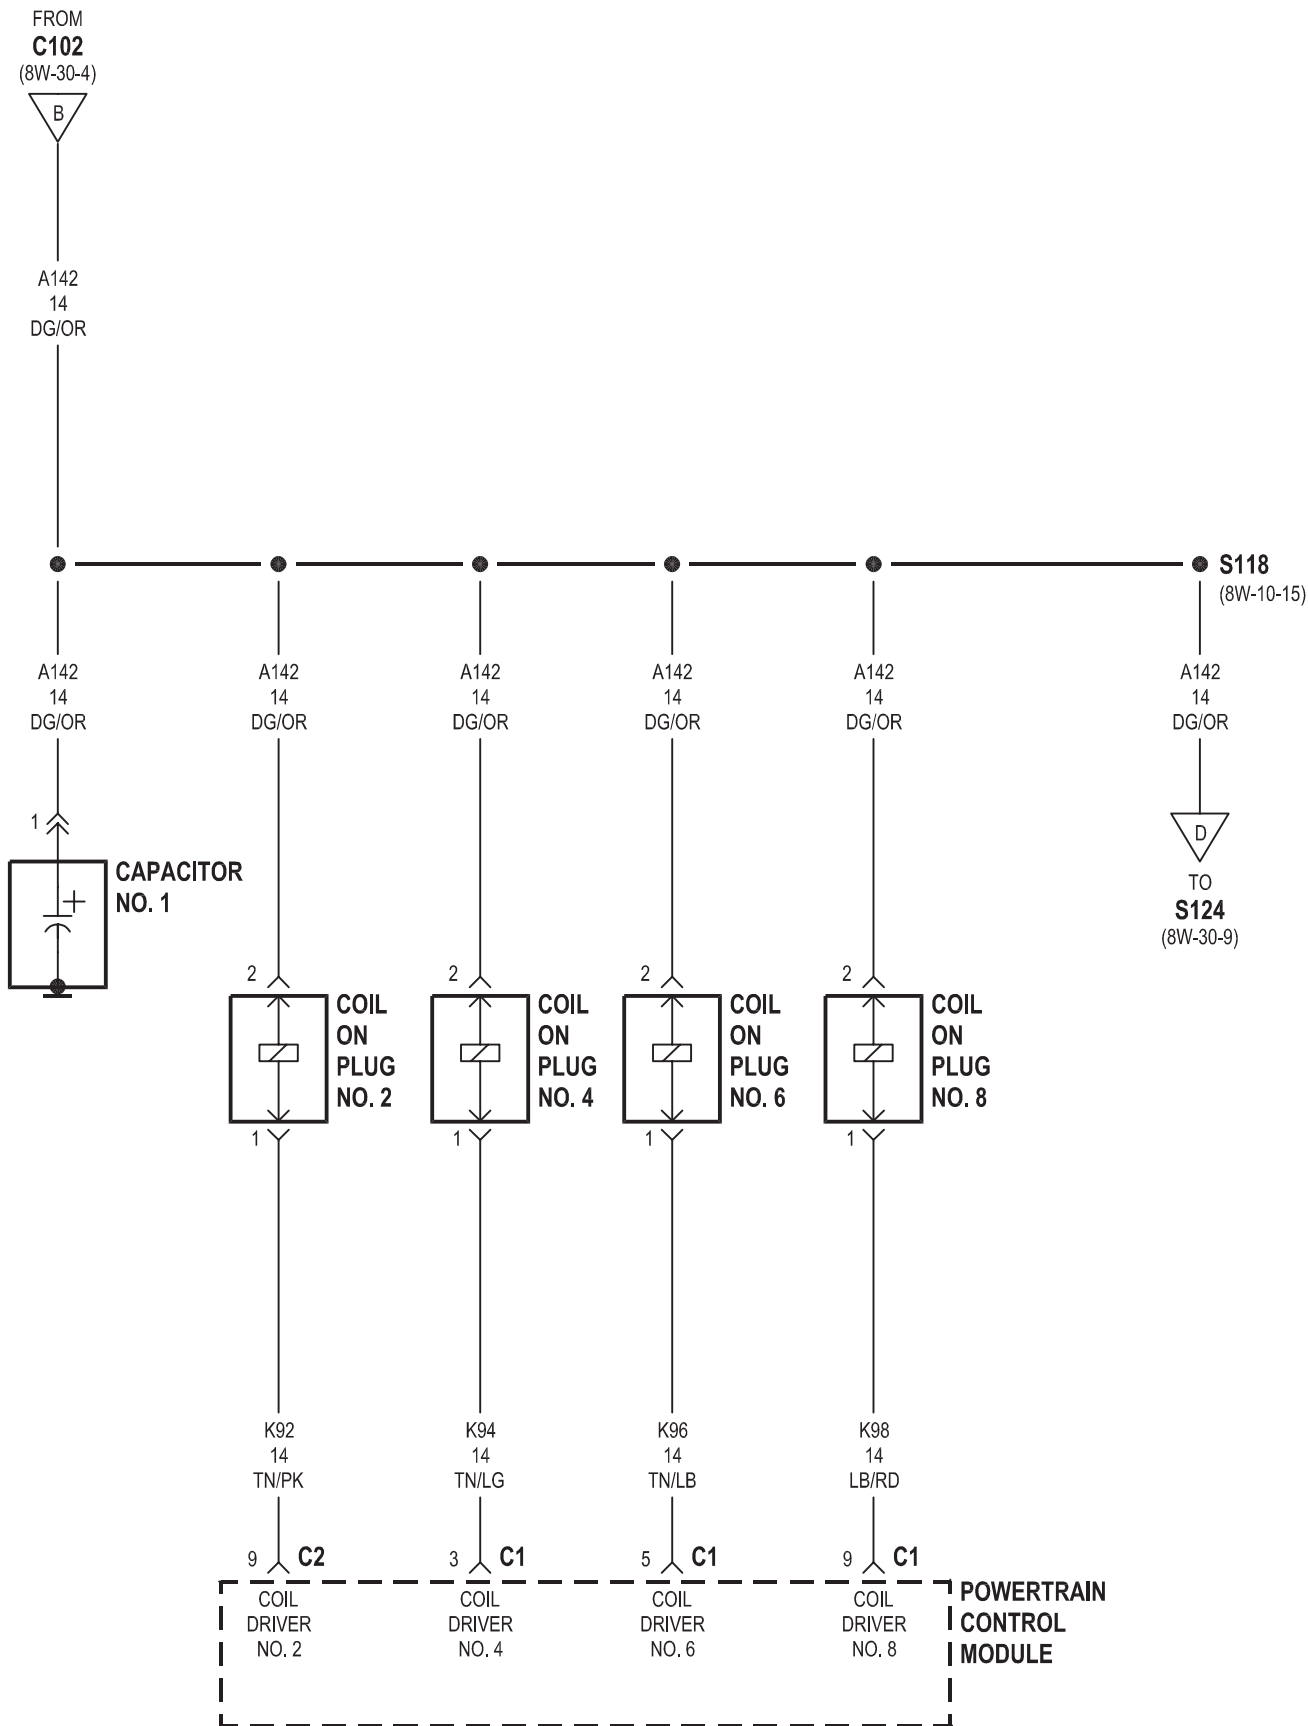 FROM
C102
(8W-30-4)
B
A142
14
DG/OR
S118
(8W-10-15)
A142
14
DG/OR
A142
14
DG/OR
A142
14
DG/OR
A142
14
DG/OR
A142
14
DG/OR
A142
14
DG/OR
1
CAPACITOR
NO. 1
+
D
TO
S124
(8W-30-9)
2
COIL
ON
PLUG
NO. 2
1
2
COIL
ON
PLUG
NO. 4
1
2
COIL
ON
PLUG
NO. 6
1
2
COIL
ON
PLUG
NO. 8
1
K92
14
TN/PK
K94
14
TN/LG
K96
14
TN/LB
K98
14
LB/RD
9 C2
3 C1
5 C1
9 C1
COIL
DRIVER
NO. 2
COIL
DRIVER
NO. 4
COIL
DRIVER
NO. 6
COIL
DRIVER
NO. 8
POWERTRAIN
CONTROL
MODULE